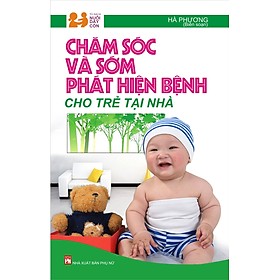 NUÔI
DẠY
CON
HÀ PHƯƠNG
(Biên soạn)
CHĂM SÓC
VÀ SỚM
PHÁT HIỆN BỆNH
CHO TRẺ TẠI NHÀ
NHÀ XUẤT BẢN PHỤ NỮ